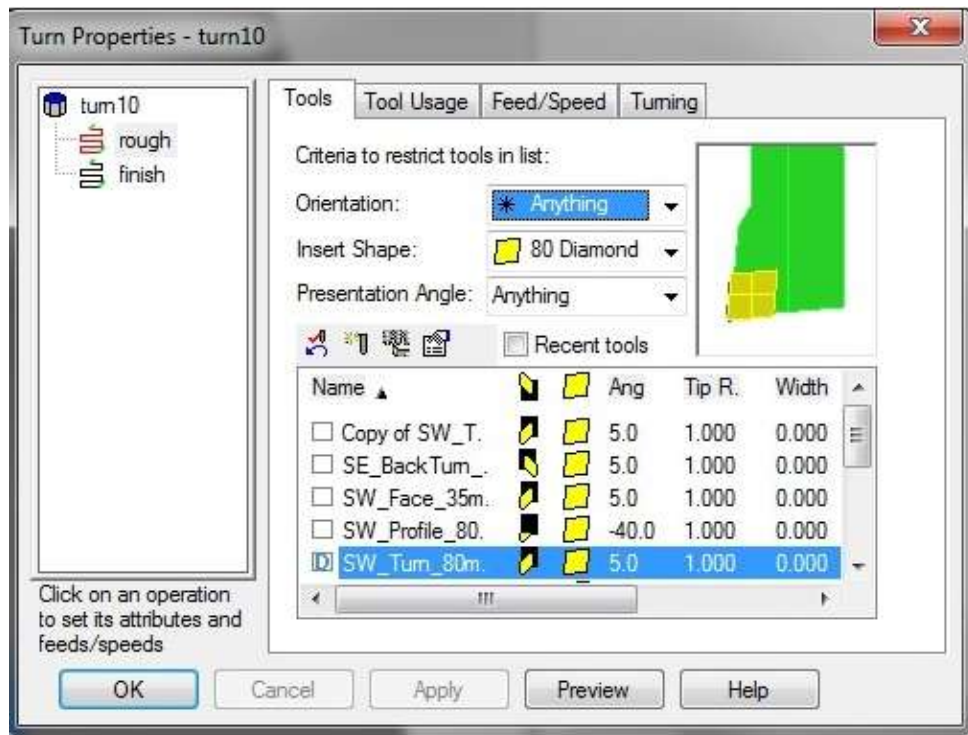 Turn Properties - turn10
turn10
rough
finish
Click on an operation
to set its attributes and
feeds/speeds
Tools
Tool Usage
Feed/Speed
Turning
Criteria to restrict tools in list:
Orientation: Anything
Insert Shape: 80 Diamond
Presentation Angle: Anything
Recent tools
Name Ang Tip R. Width
Copy of SW_T. 5.0 1.000 0.000
SE_BackTurn_. 5.0 1.000 0.000
SW_Face_35m. 5.0 1.000 0.000
SW_Profile_80. -40.0 1.000 0.000
D SW_Turn_80m. 5.0 1.000 0.000
OK
Cancel
Apply
Preview
Help